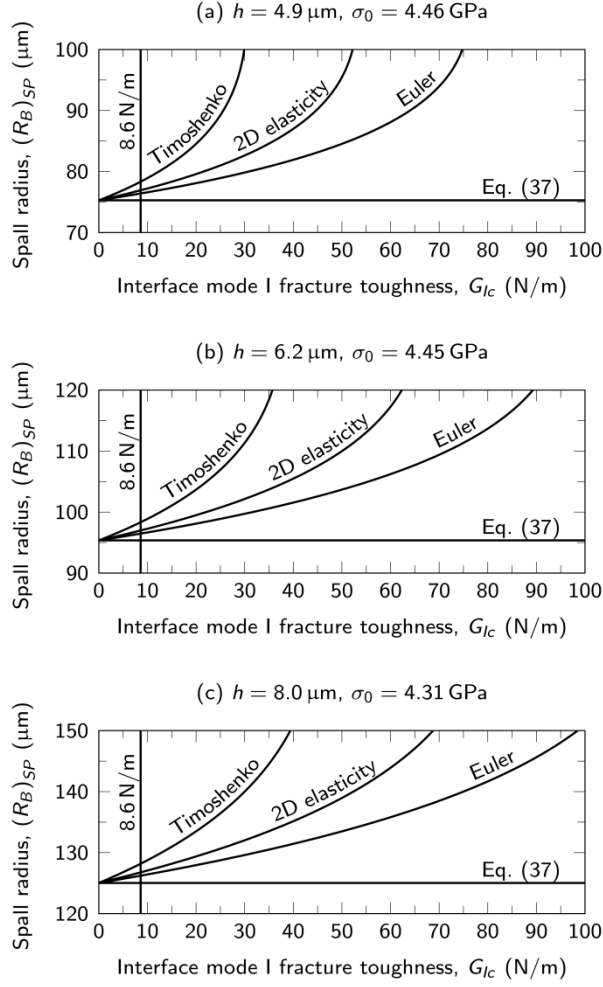 (a) h = 4.9 μm, σ0 = 4.46 GPa
Spall radius, (RB)SP (μm)
100
90
80
70
8.6 N/m
Timoshenko
2D elasticity
Euler
Eq. (37)
0 10 20 30 40 50 60 70 80 90 100
Interface mode I fracture toughness, GIc (N/m)
(b) h = 6.2 μm, σ0 = 4.45 GPa
Spall radius, (RB)SP (μm)
120
110
100
90
8.6 N/m
Timoshenko
2D elasticity
Euler
Eq. (37)
0 10 20 30 40 50 60 70 80 90 100
Interface mode I fracture toughness, GIc (N/m)
(c) h = 8.0 μm, σ0 = 4.31 GPa
Spall radius, (RB)SP (μm)
150
140
130
120
8.6 N/m
Timoshenko
2D elasticity
Euler
Eq. (37)
0 10 20 30 40 50 60 70 80 90 100
Interface mode I fracture toughness, GIc (N/m)